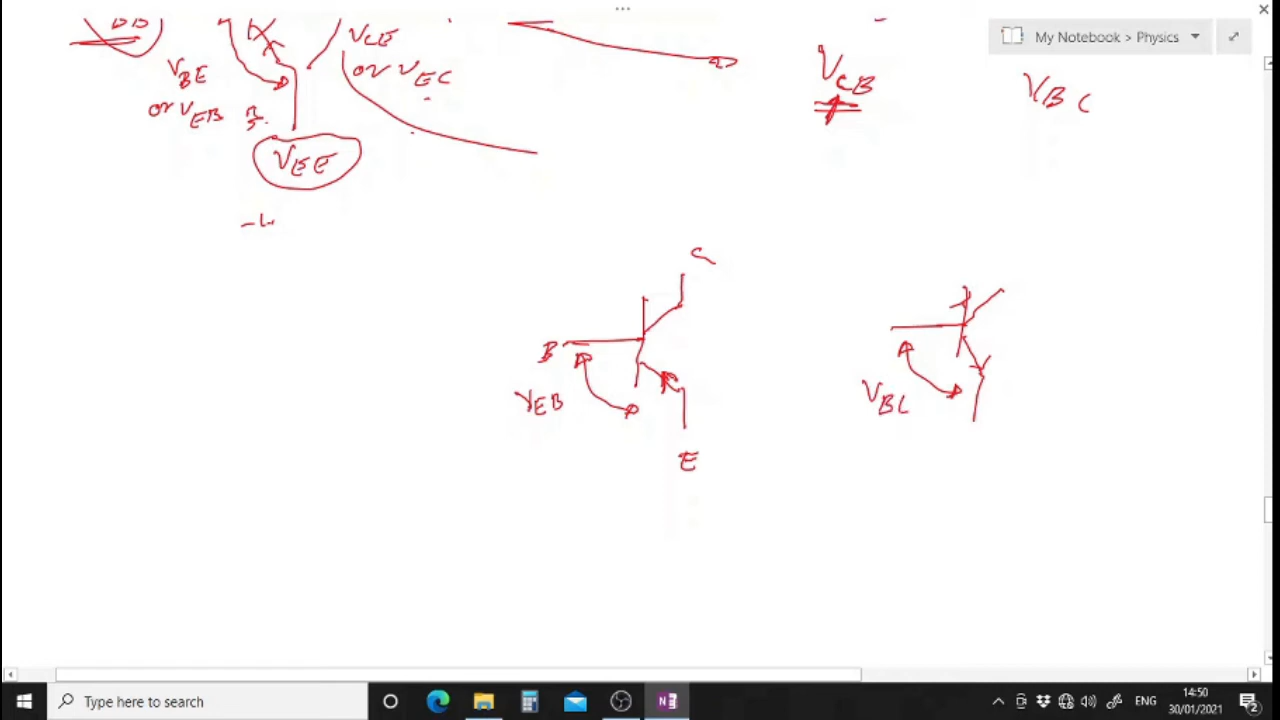 My Notebook > Physics
VCE
or VEC
VBE
or VEB
VEE
VCB
VBC
C
B
VEB
E
VBC
Type here to search
ENG
14:50
30/01/2021
2